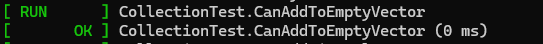 [ RUN      ] CollectionTest.CanAddToEmptyVector
[       OK ] CollectionTest.CanAddToEmptyVector (0 ms)